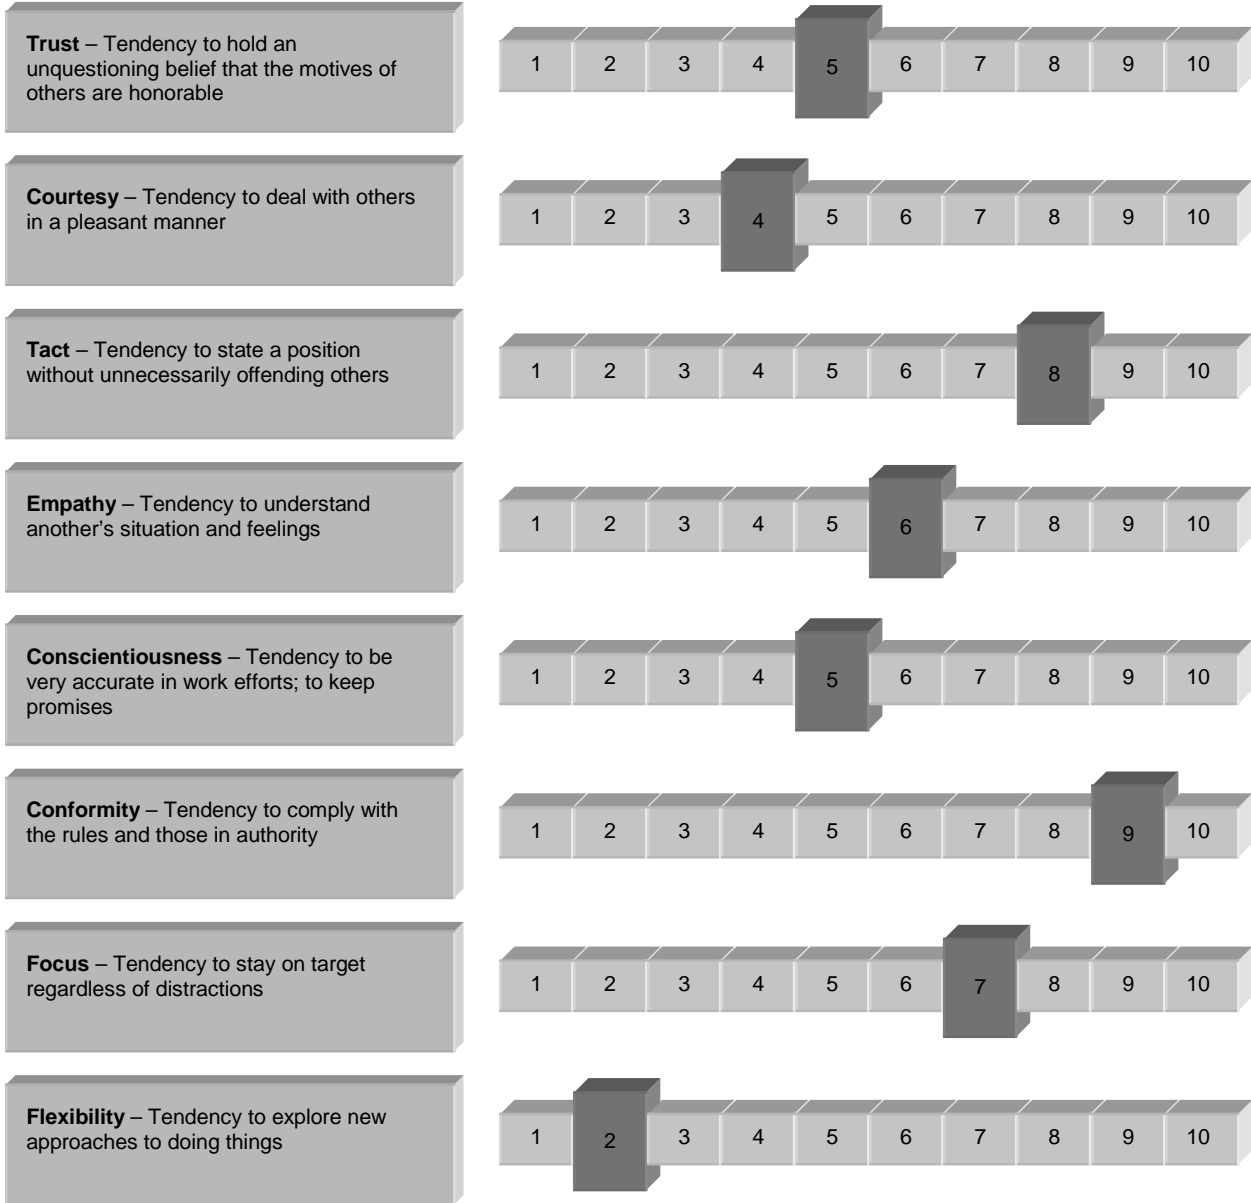 Trust – Tendency to hold an
unquestioning belief that the motives of
others are honorable
1 2 3 4 5 6 7 8 9 10
Courtesy – Tendency to deal with others
in a pleasant manner
1 2 3 4 5 6 7 8 9 10
Tact – Tendency to state a position
without unnecessarily offending others
1 2 3 4 5 6 7 8 9 10
Empathy – Tendency to understand
another’s situation and feelings
1 2 3 4 5 6 7 8 9 10
Conscientiousness – Tendency to be
very accurate in work efforts; to keep
promises
1 2 3 4 5 6 7 8 9 10
Conformity – Tendency to comply with
the rules and those in authority
1 2 3 4 5 6 7 8 9 10
Focus – Tendency to stay on target
regardless of distractions
1 2 3 4 5 6 7 8 9 10
Flexibility – Tendency to explore new
approaches to doing things
1 2 3 4 5 6 7 8 9 10